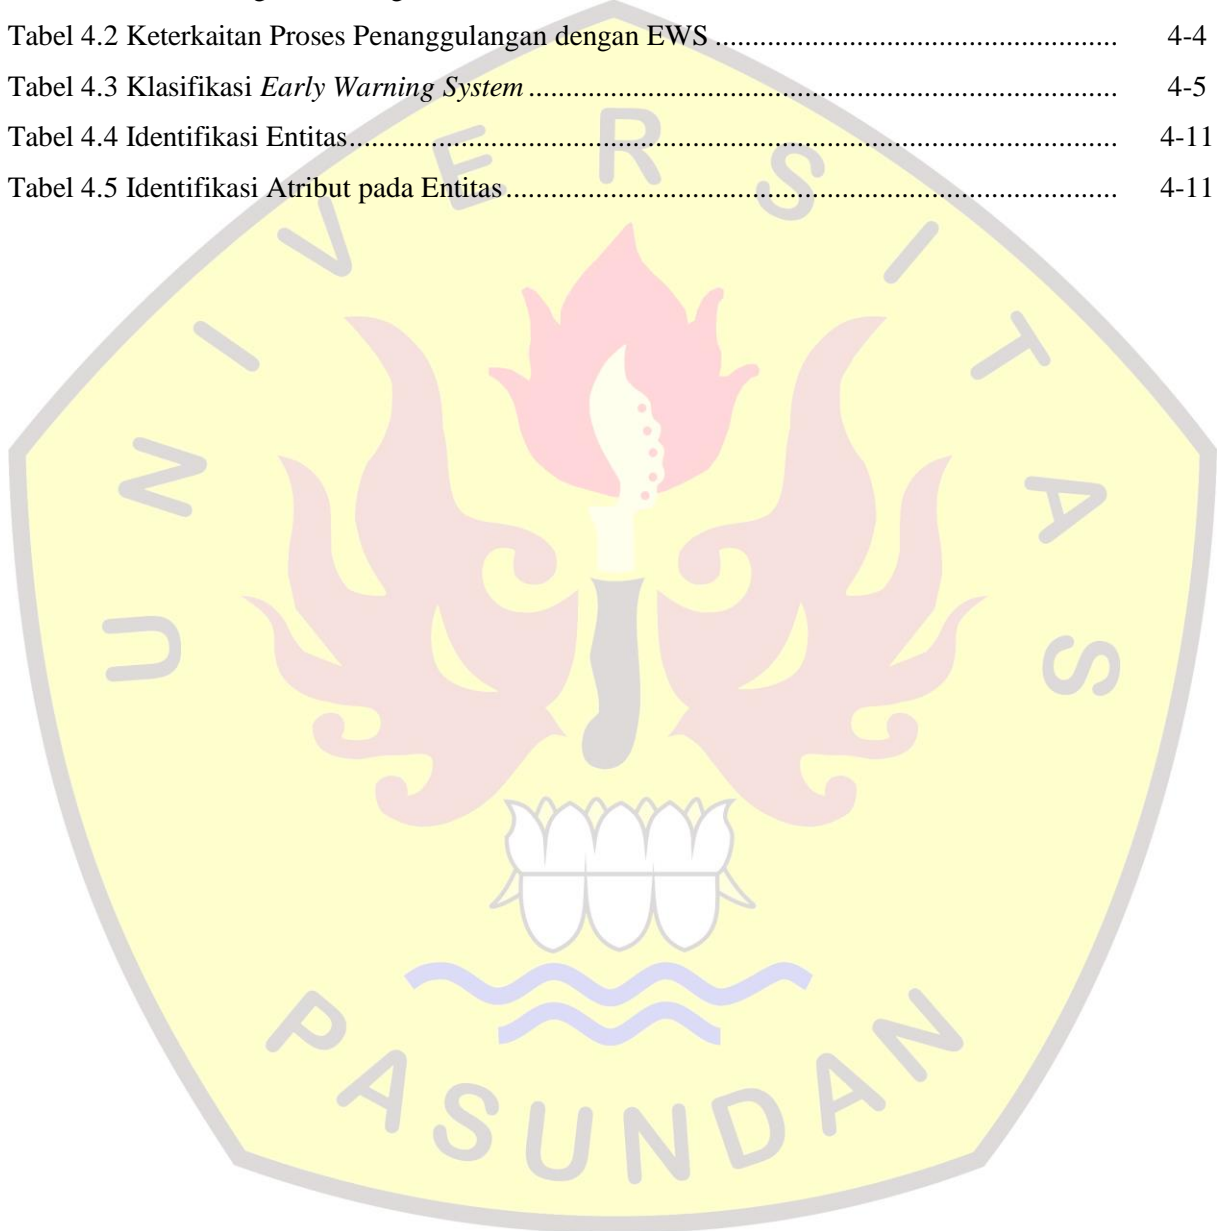 Tabel 4.2 Keterkaitan Proses Penanggulangan dengan EWS ...................................................... 4-4
Tabel 4.3 Klasifikasi Early Warning System ............................................................................... 4-5
Tabel 4.4 Identifikasi Entitas....................................................................................................... 4-11
Tabel 4.5 Identifikasi Atribut pada Entitas .................................................................................. 4-11
UNIVERSITAS
PASUNDAN